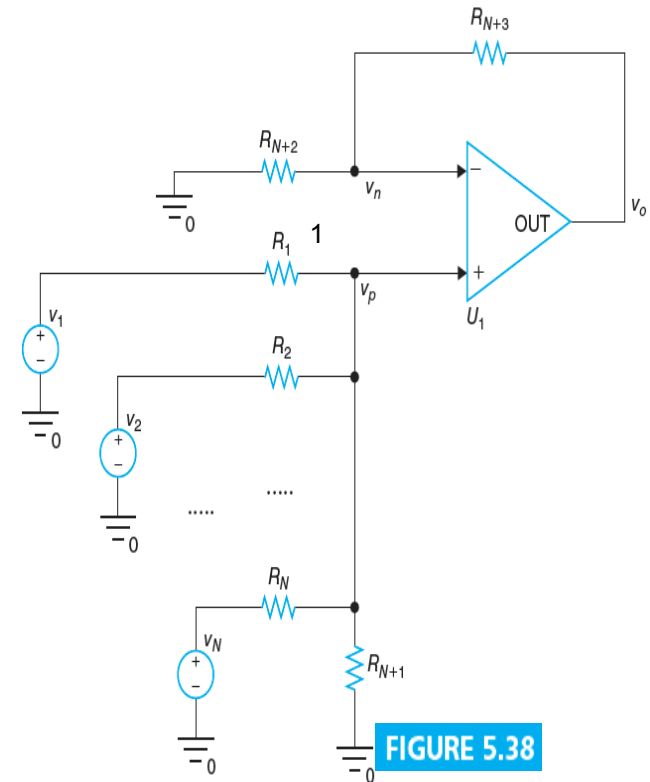 R_{N+3}
R_{N+2}
v_n
−
0
OUT
v_o
R_1 1
v_p
+
U_1
v_1
+
−
R_2
0
v_2
+
−
.....
.....
0
R_N
v_N
+
−
R_{N+1}
0
0
FIGURE 5.38